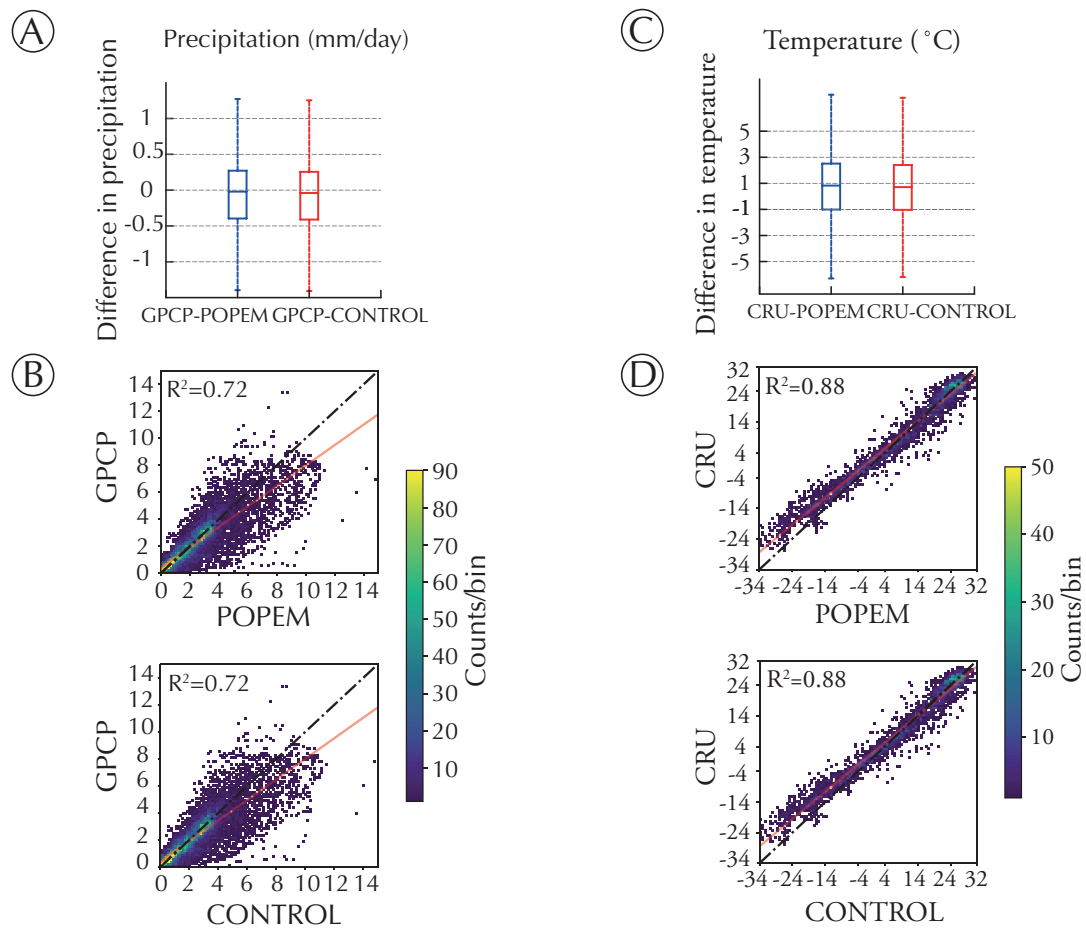 A
Precipitation (mm/day)
Difference in precipitation
1
0.5
0
-0.5
-1
GPCP-POPEM GPCP-CONTROL
C
Temperature (°C)
Difference in temperature
5
3
1
-1
-3
-5
CRU-POPEM CRU-CONTROL
B
R²=0.72
GPCP
14
12
10
8
6
4
2
0
0 2 4 6 8 10 12 14
POPEM
R²=0.72
GPCP
14
12
10
8
6
4
2
0
0 2 4 6 8 10 12 14
CONTROL
90
80
70
60
50
40
30
20
10
Counts/bin
D
R²=0.88
CRU
32
24
14
4
-4
-14
-24
-34
-34 -24 -14 -4 4 14 24 32
POPEM
R²=0.88
CRU
32
24
14
4
-4
-14
-24
-34
-34 -24 -14 -4 4 14 24 32
CONTROL
50
40
30
20
10
Counts/bin